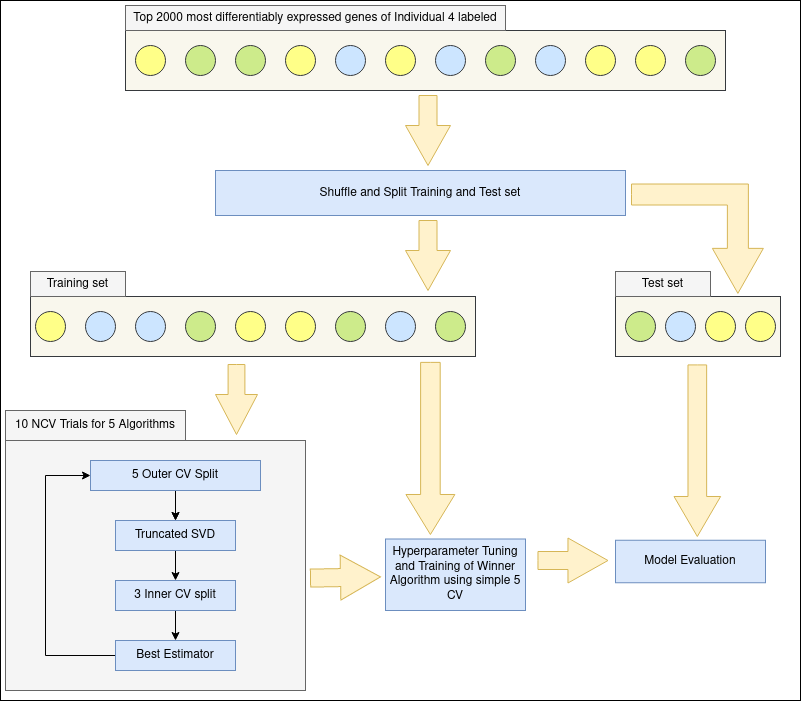 Top 2000 most differentiably expressed genes of Individual 4 labeled
Shuffle and Split Training and Test set
Training set
Test set
10 NCV Trials for 5 Algorithms
5 Outer CV Split
Truncated SVD
3 Inner CV split
Best Estimator
Hyperparameter Tuning
and Training of Winner
Algorithm using simple 5
CV
Model Evaluation